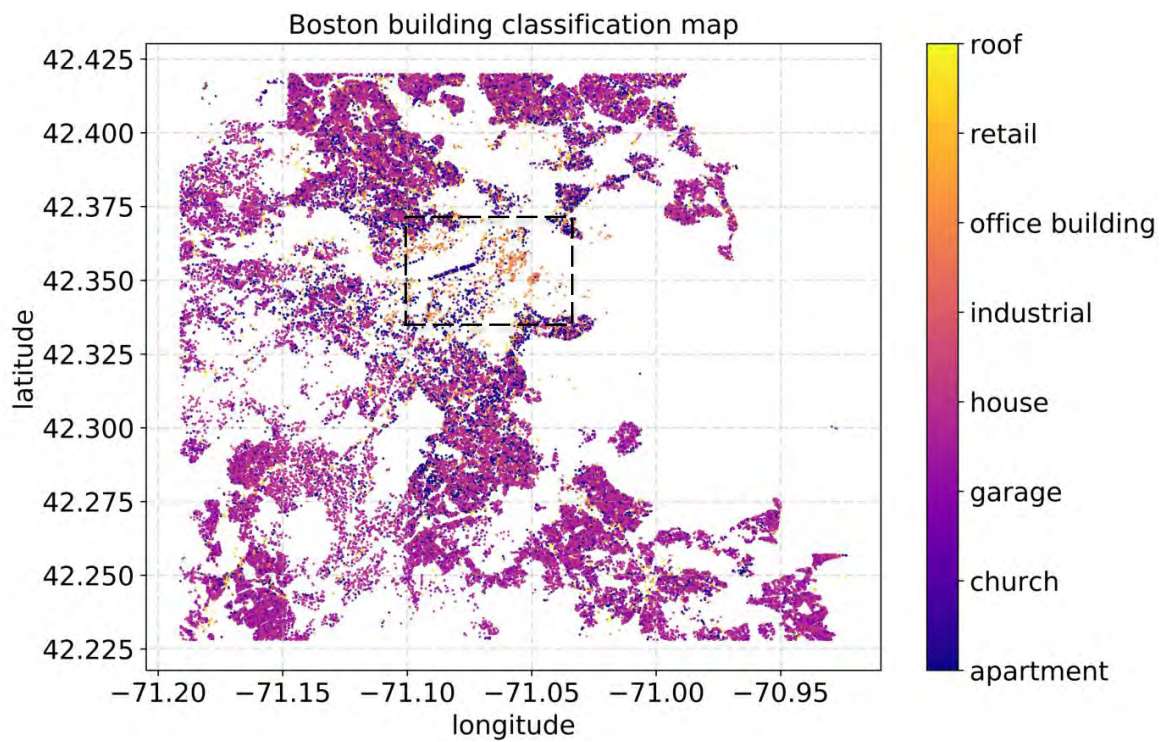 Boston building classification map
42.425
42.400
42.375
42.350
42.325
42.300
42.275
42.250
42.225
latitude
−71.20 −71.15 −71.10 −71.05 −71.00 −70.95
longitude
roof
retail
office building
industrial
house
garage
church
apartment